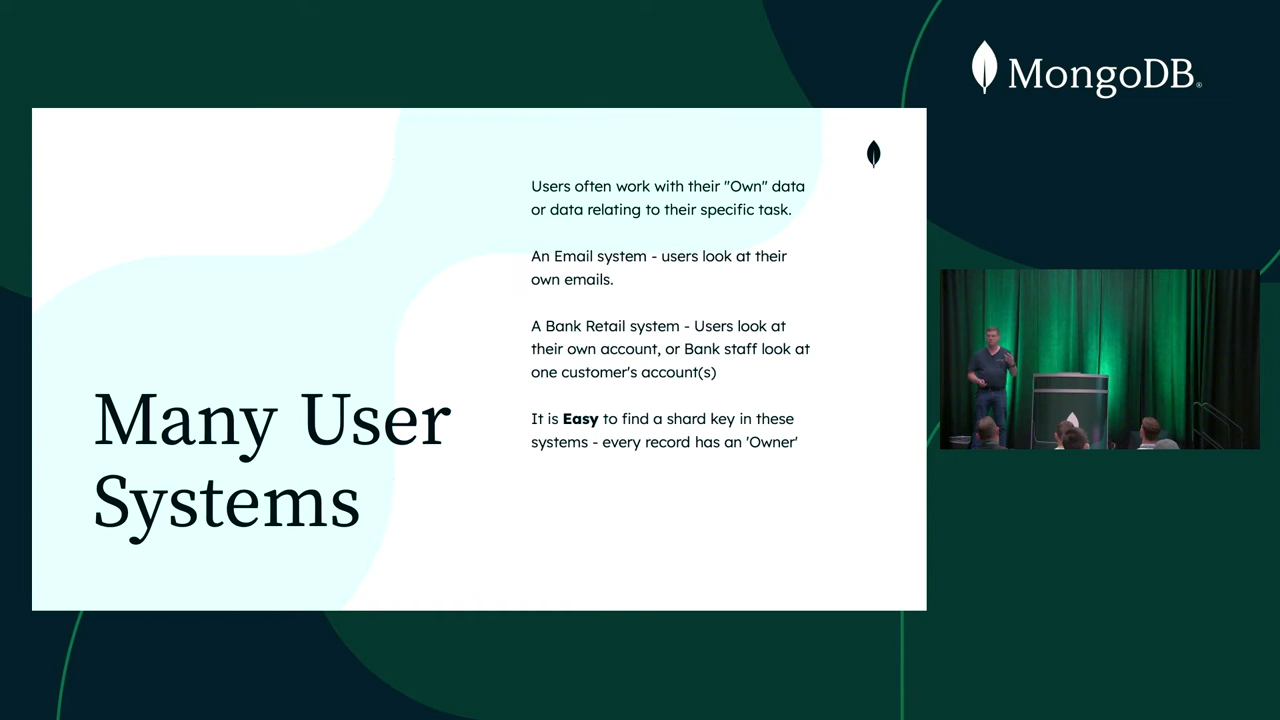 MongoDB®
Users often work with their "Own" data
or data relating to their specific task.
An Email system - users look at their
own emails.
A Bank Retail system - Users look at
their own account, or Bank staff look at
one customer's account(s)
It is Easy to find a shard key in these
systems - every record has an 'Owner'
Many User
Systems